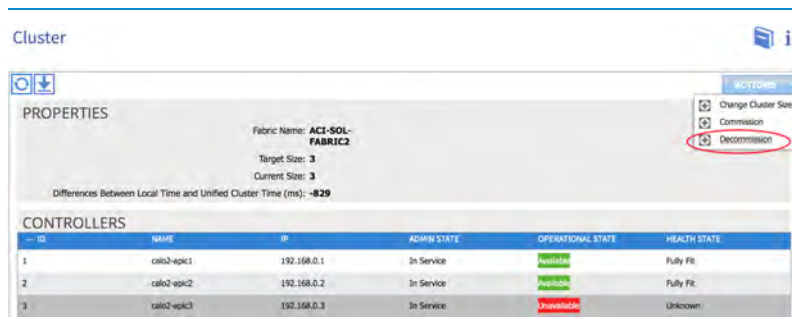 Cluster
i
ACTIONS
Change Cluster Size
Commission
Decommission
PROPERTIES
Fabric Name: ACI-SOL-
FABRIC2
Target Size: 3
Current Size: 3
Differences Between Local Time and Unified Cluster Time (ms): -829
CONTROLLERS
ID NAME IP ADMIN STATE OPERATIONAL STATE HEALTH STATE
1 calo2-apic1 192.168.0.1 In Service Available Fully Fit
2 calo2-apic2 192.168.0.2 In Service Available Fully Fit
3 calo2-apic3 192.168.0.3 In Service Unavailable Unknown